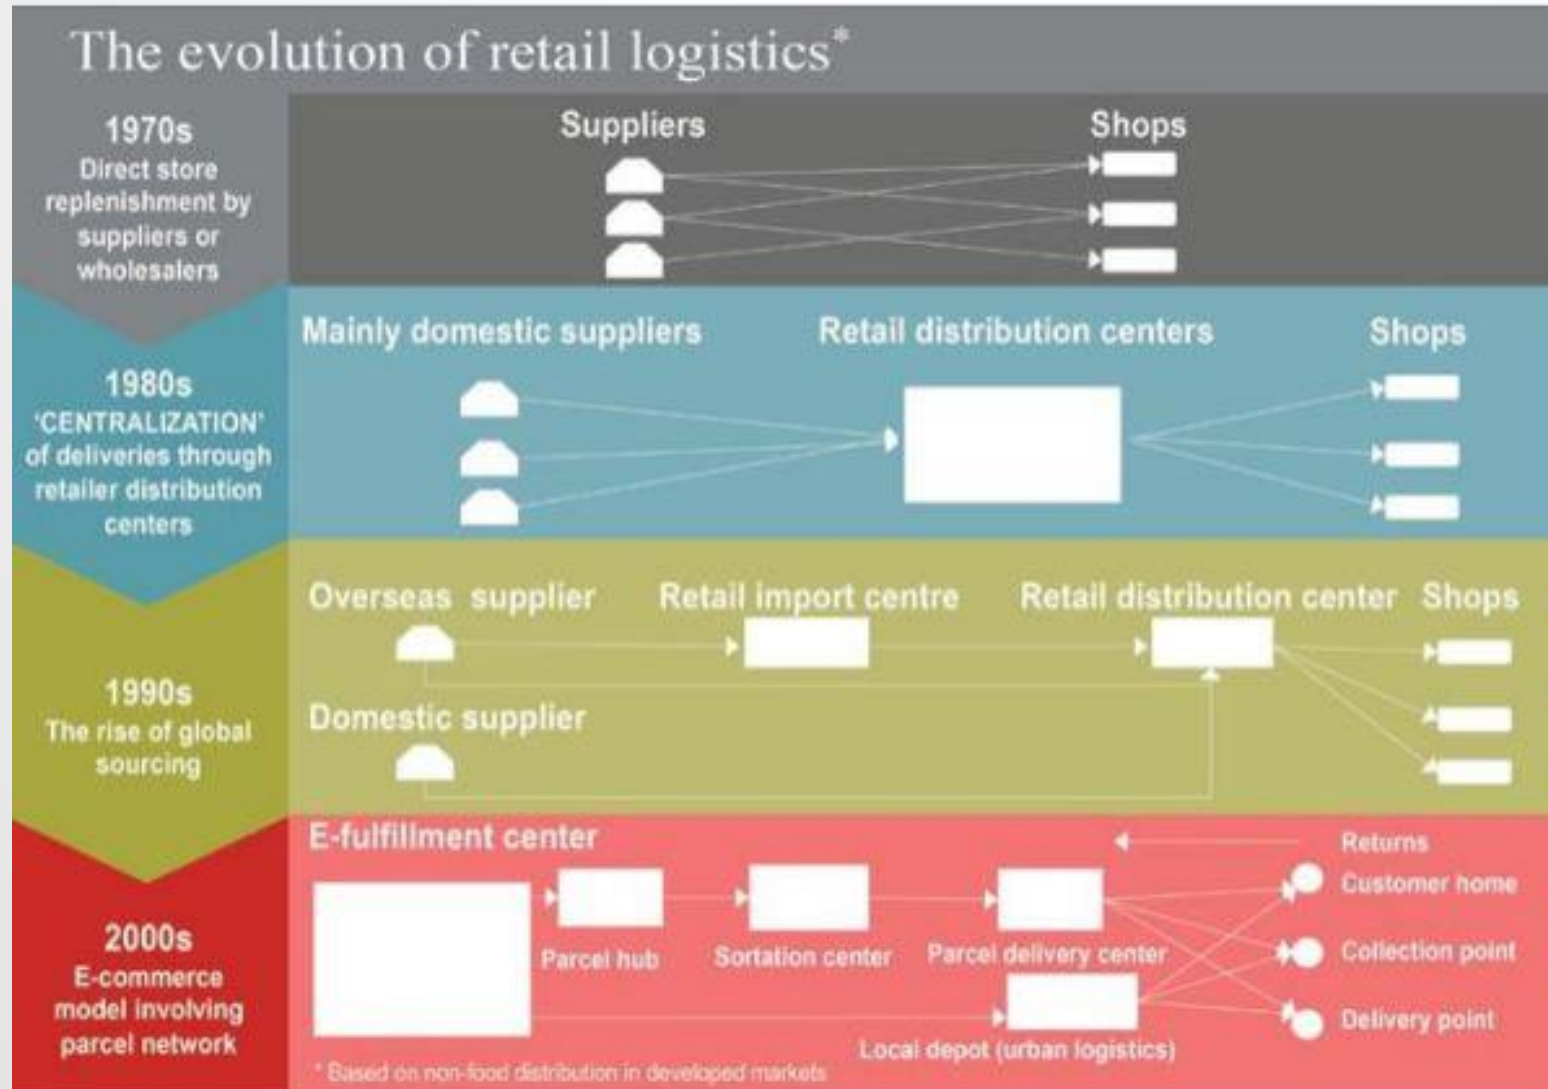 The evolution of retail logistics*
1970s
Direct store
replenishment by
suppliers or
wholesalers
Suppliers
Shops
1980s
'CENTRALIZATION'
of deliveries through
retailer distribution
centers
Mainly domestic suppliers
Retail distribution centers
Shops
1990s
The rise of global
sourcing
Overseas supplier
Retail import centre
Retail distribution center
Shops
Domestic supplier
2000s
E-commerce
model involving
parcel network
E-fulfillment center
Parcel hub
Sortation center
Parcel delivery center
Local depot (urban logistics)
Returns
Customer home
Collection point
Delivery point
* Based on non-food distribution in developed markets